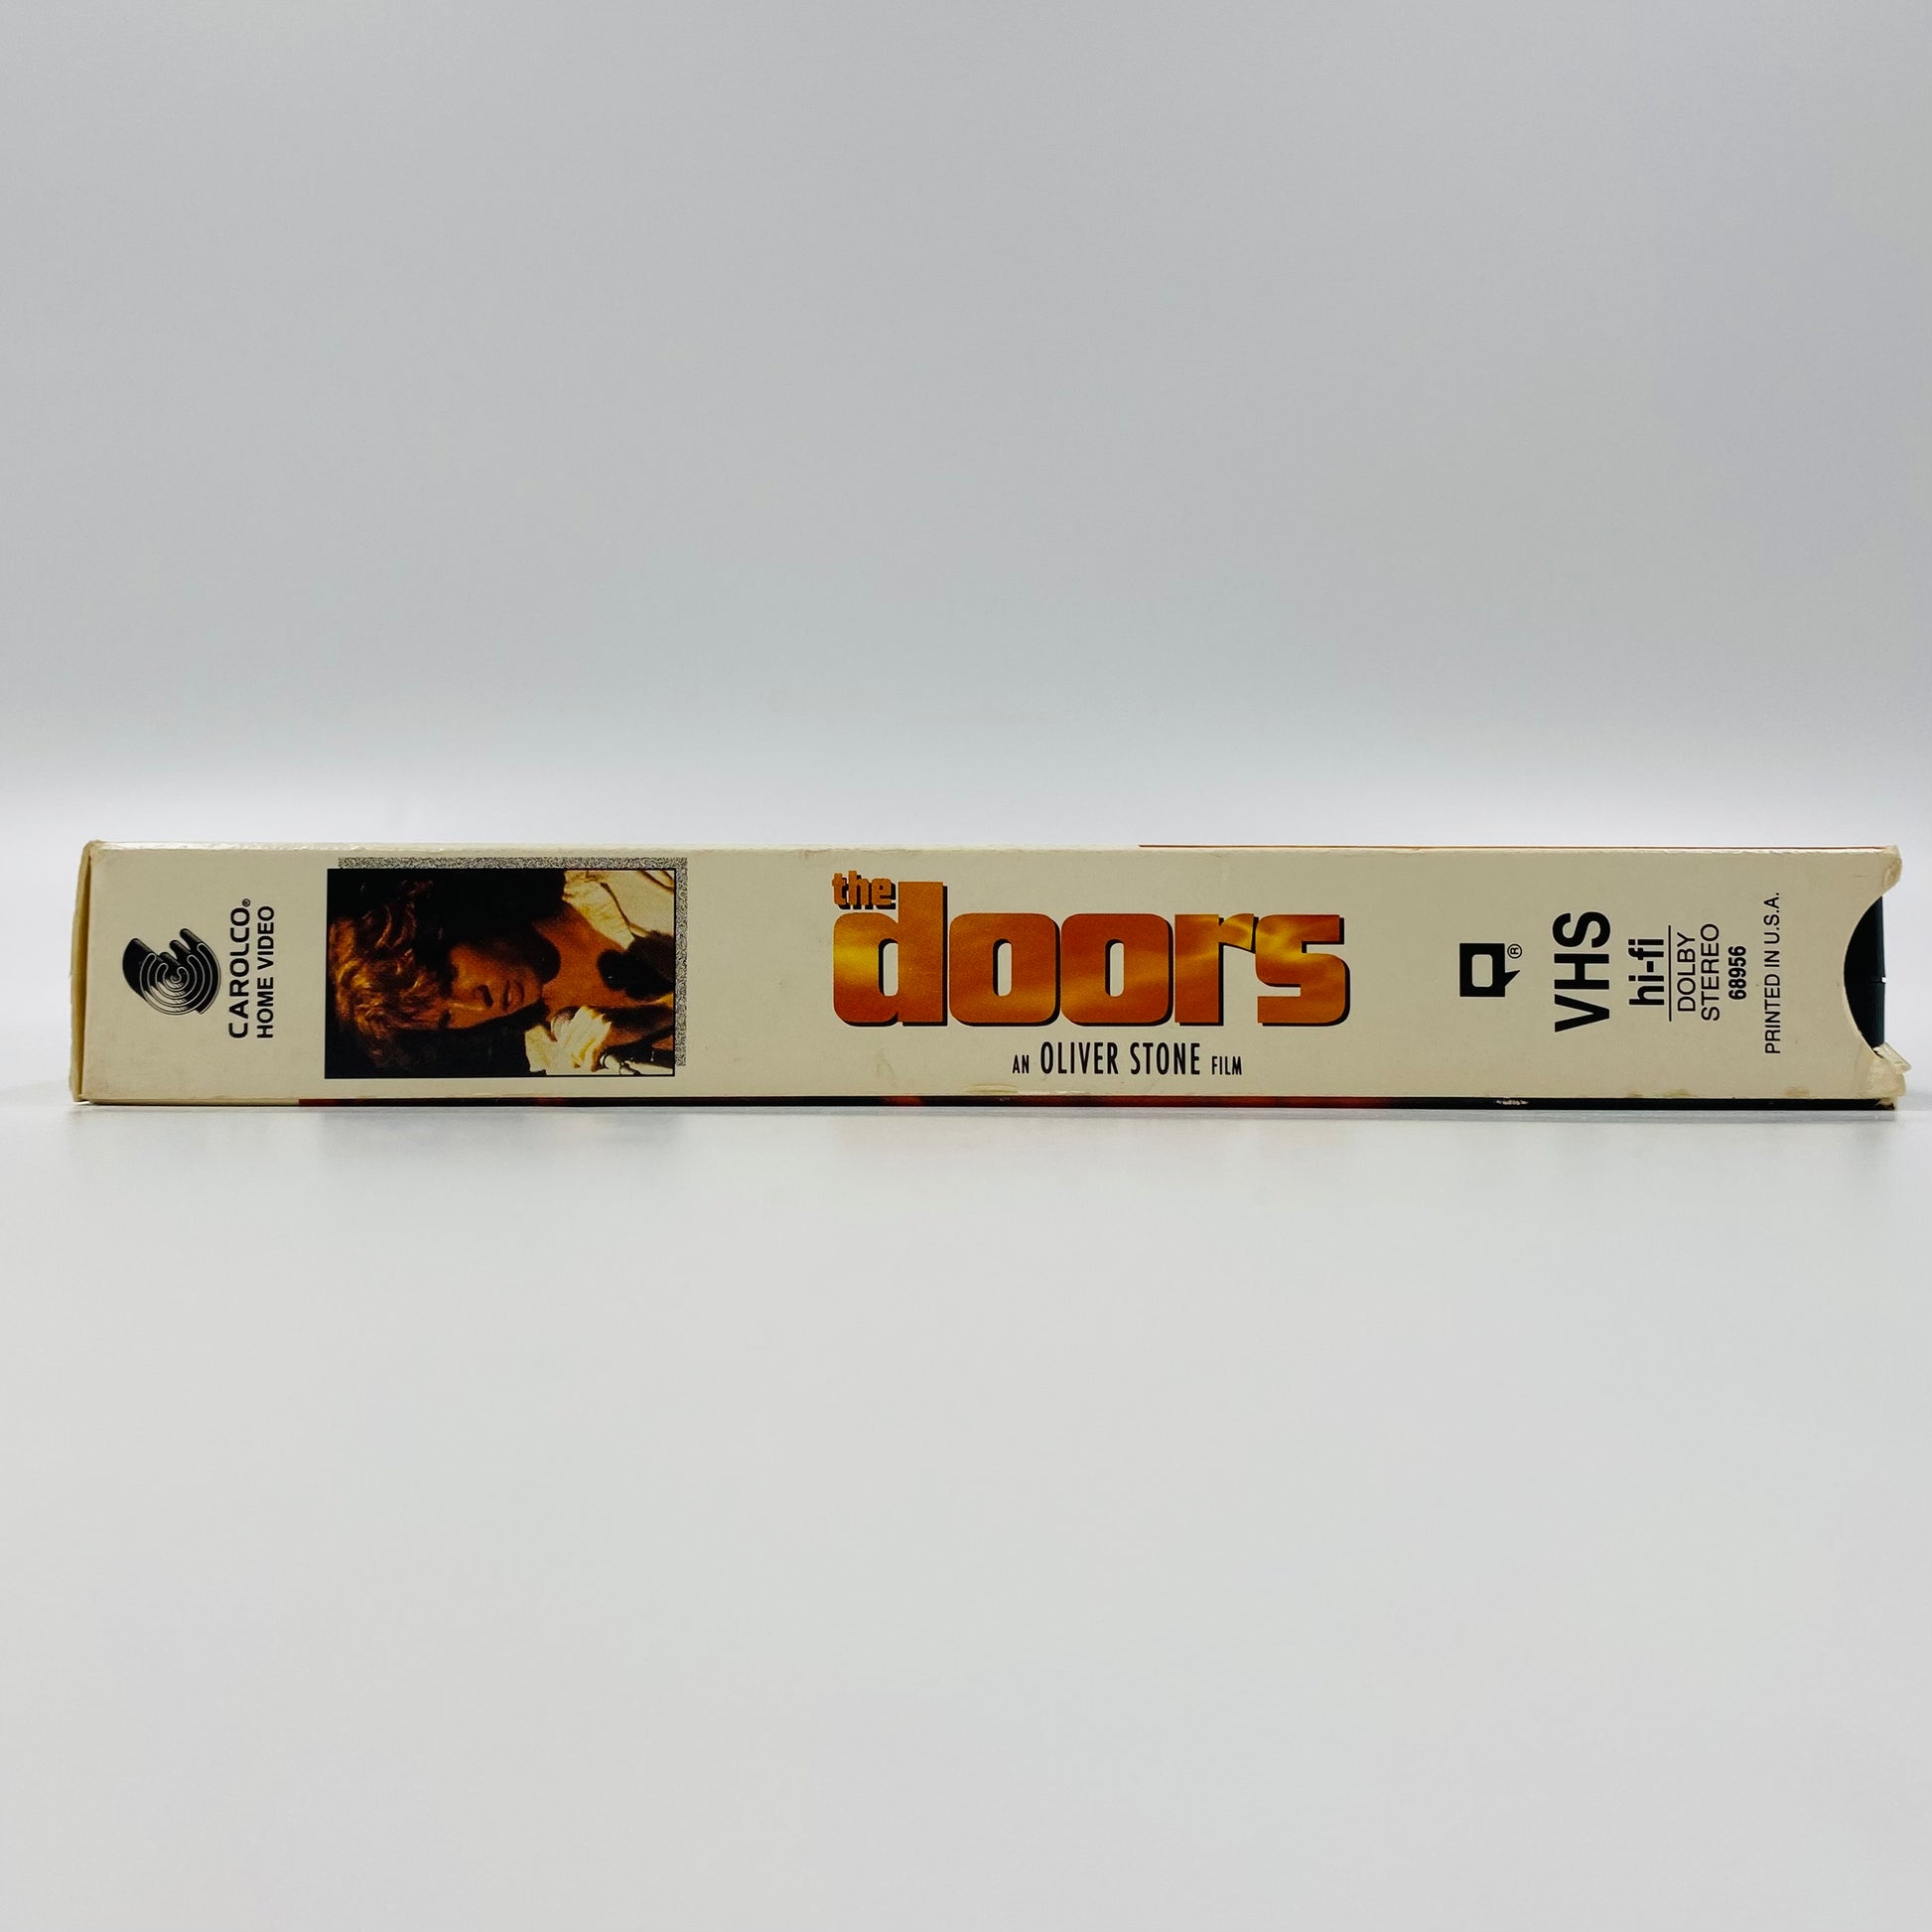 CAROLCO®
HOME VIDEO
the
doors
AN OLIVER STONE FILM
®
VHS
hi-fi
DOLBY
STEREO
68956
PRINTED IN U.S.A.